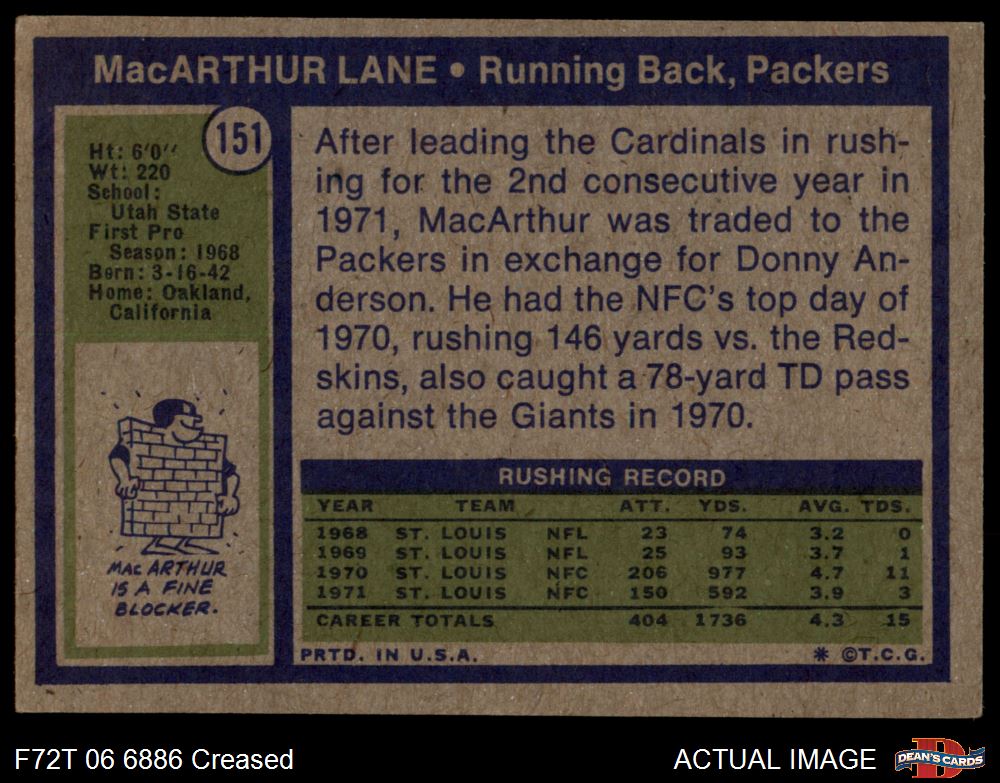 MacARTHUR LANE • Running Back, Packers
151
Ht: 6'0''
Wt: 220
School:
Utah State
First Pro
Season: 1968
Born: 3-16-42
Home: Oakland,
California
MAC ARTHUR
IS A FINE
BLOCKER.
After leading the Cardinals in rush-
ing for the 2nd consecutive year in
1971, MacArthur was traded to the
Packers in exchange for Donny An-
derson. He had the NFC's top day of
1970, rushing 146 yards vs. the Red-
skins, also caught a 78-yard TD pass
against the Giants in 1970.
RUSHING RECORD
YEAR TEAM ATT. YDS. AVG. TDS.
1968 ST. LOUIS NFL 23 74 3.2 0
1969 ST. LOUIS NFL 25 93 3.7 1
1970 ST. LOUIS NFC 206 977 4.7 11
1971 ST. LOUIS NFC 150 592 3.9 3
CAREER TOTALS 404 1736 4.3 15
PRTD. IN U.S.A. * ©T.C.G.
F72T 06 6886 Creased
ACTUAL IMAGE
D
DEAN'S CARDS